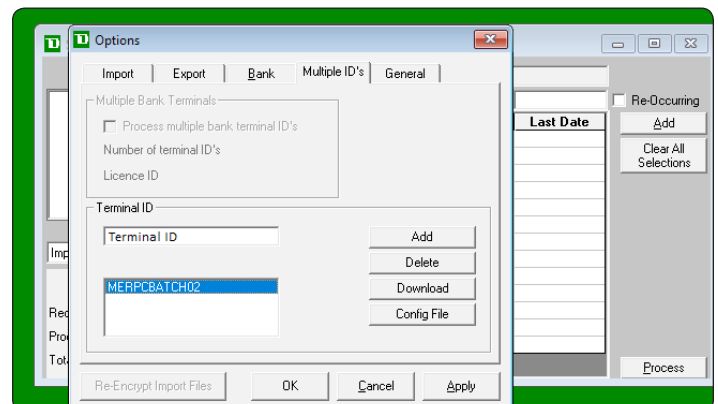 Options
Import Export Bank Multiple ID's General
Multiple Bank Terminals
Process multiple bank terminal ID's
Number of terminal ID's
Licence ID
Terminal ID
Terminal ID
Add
Delete
MERPCBATCH02
Download
Config File
Re-Encrypt Import Files OK Cancel Apply
Re-Occurring
Last Date
Add
Clear All
Selections
Process